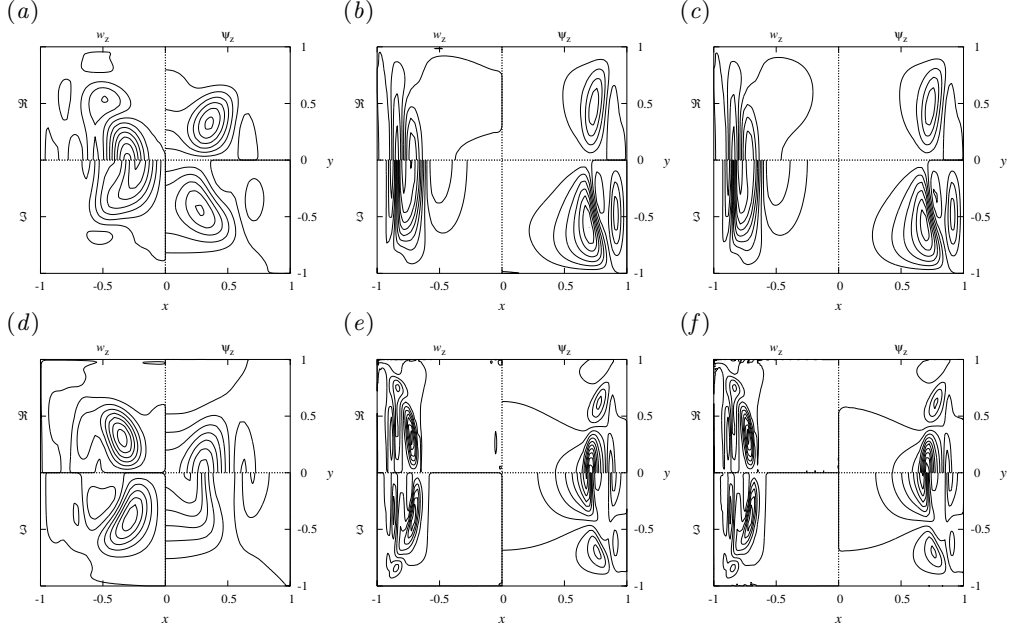 (a) (b) (c)
w_z ψ_z w_z ψ_z w_z ψ_z
1 1 1
ℜ 0.5 ℜ 0.5 ℜ 0.5
0 y 0 y 0 y
ℑ -0.5 ℑ -0.5 ℑ -0.5
-1 -1 -1
-1 -0.5 0 0.5 1 -1 -0.5 0 0.5 1 -1 -0.5 0 0.5 1
x x x
(d) (e) (f)
w_z ψ_z w_z ψ_z w_z ψ_z
1 1 1
ℜ 0.5 ℜ 0.5 ℜ 0.5
0 y 0 y 0 y
ℑ -0.5 ℑ -0.5 ℑ -0.5
-1 -1 -1
-1 -0.5 0 0.5 1 -1 -0.5 0 0.5 1 -1 -0.5 0 0.5 1
x x x